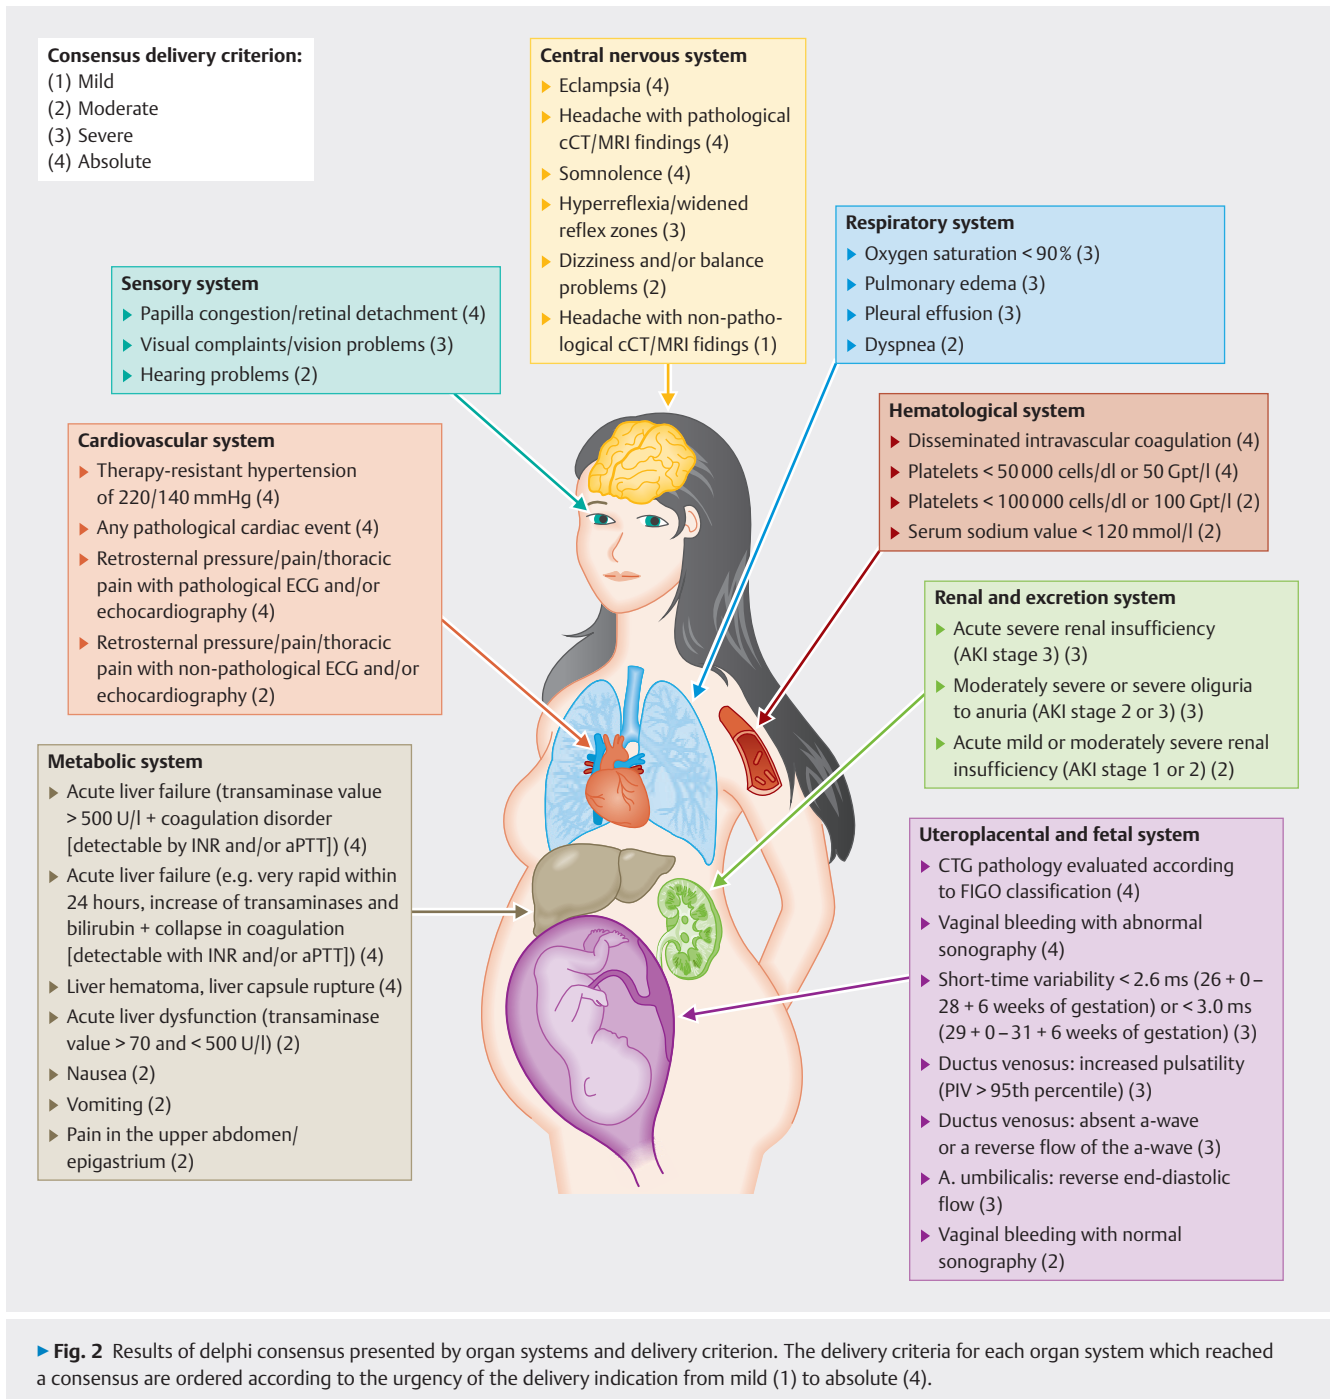 Consensus delivery criterion:
(1) Mild
(2) Moderate
(3) Severe
(4) Absolute
Central nervous system
▶ Eclampsia (4)
▶ Headache with pathological
cCT/MRI findings (4)
▶ Somnolence (4)
▶ Hyperreflexia/widened
reflex zones (3)
▶ Dizziness and/or balance
problems (2)
▶ Headache with non-patho-
logical cCT/MRI fidings (1)
Respiratory system
▶ Oxygen saturation < 90% (3)
▶ Pulmonary edema (3)
▶ Pleural effusion (3)
▶ Dyspnea (2)
Sensory system
▶ Papilla congestion/retinal detachment (4)
▶ Visual complaints/vision problems (3)
▶ Hearing problems (2)
Hematological system
▶ Disseminated intravascular coagulation (4)
▶ Platelets < 50 000 cells/dl or 50 Gpt/l (4)
▶ Platelets < 100 000 cells/dl or 100 Gpt/l (2)
▶ Serum sodium value < 120 mmol/l (2)
Cardiovascular system
▶ Therapy-resistant hypertension
of 220/140 mmHg (4)
▶ Any pathological cardiac event (4)
▶ Retrosternal pressure/pain/thoracic
pain with pathological ECG and/or
echocardiography (4)
▶ Retrosternal pressure/pain/thoracic
pain with non-pathological ECG and/or
echocardiography (2)
Renal and excretion system
▶ Acute severe renal insufficiency
(AKI stage 3) (3)
▶ Moderately severe or severe oliguria
to anuria (AKI stage 2 or 3) (3)
▶ Acute mild or moderately severe renal
insufficiency (AKI stage 1 or 2) (2)
Metabolic system
▶ Acute liver failure (transaminase value
> 500 U/l + coagulation disorder
[detectable by INR and/or aPTT]) (4)
▶ Acute liver failure (e.g. very rapid within
24 hours, increase of transaminases and
bilirubin + collapse in coagulation
[detectable with INR and/or aPTT]) (4)
▶ Liver hematoma, liver capsule rupture (4)
▶ Acute liver dysfunction (transaminase
value > 70 and < 500 U/l) (2)
▶ Nausea (2)
▶ Vomiting (2)
▶ Pain in the upper abdomen/
epigastrium (2)
Uteroplacental and fetal system
▶ CTG pathology evaluated according
to FIGO classification (4)
▶ Vaginal bleeding with abnormal
sonography (4)
▶ Short-time variability < 2.6 ms (26 + 0 –
28 + 6 weeks of gestation) or < 3.0 ms
(29 + 0 – 31 + 6 weeks of gestation) (3)
▶ Ductus venosus: increased pulsatility
(PIV > 95th percentile) (3)
▶ Ductus venosus: absent a-wave
or a reverse flow of the a-wave (3)
▶ A. umbilicalis: reverse end-diastolic
flow (3)
▶ Vaginal bleeding with normal
sonography (2)
▶ Fig. 2 Results of delphi consensus presented by organ systems and delivery criterion. The delivery criteria for each organ system which reached
a consensus are ordered according to the urgency of the delivery indication from mild (1) to absolute (4).